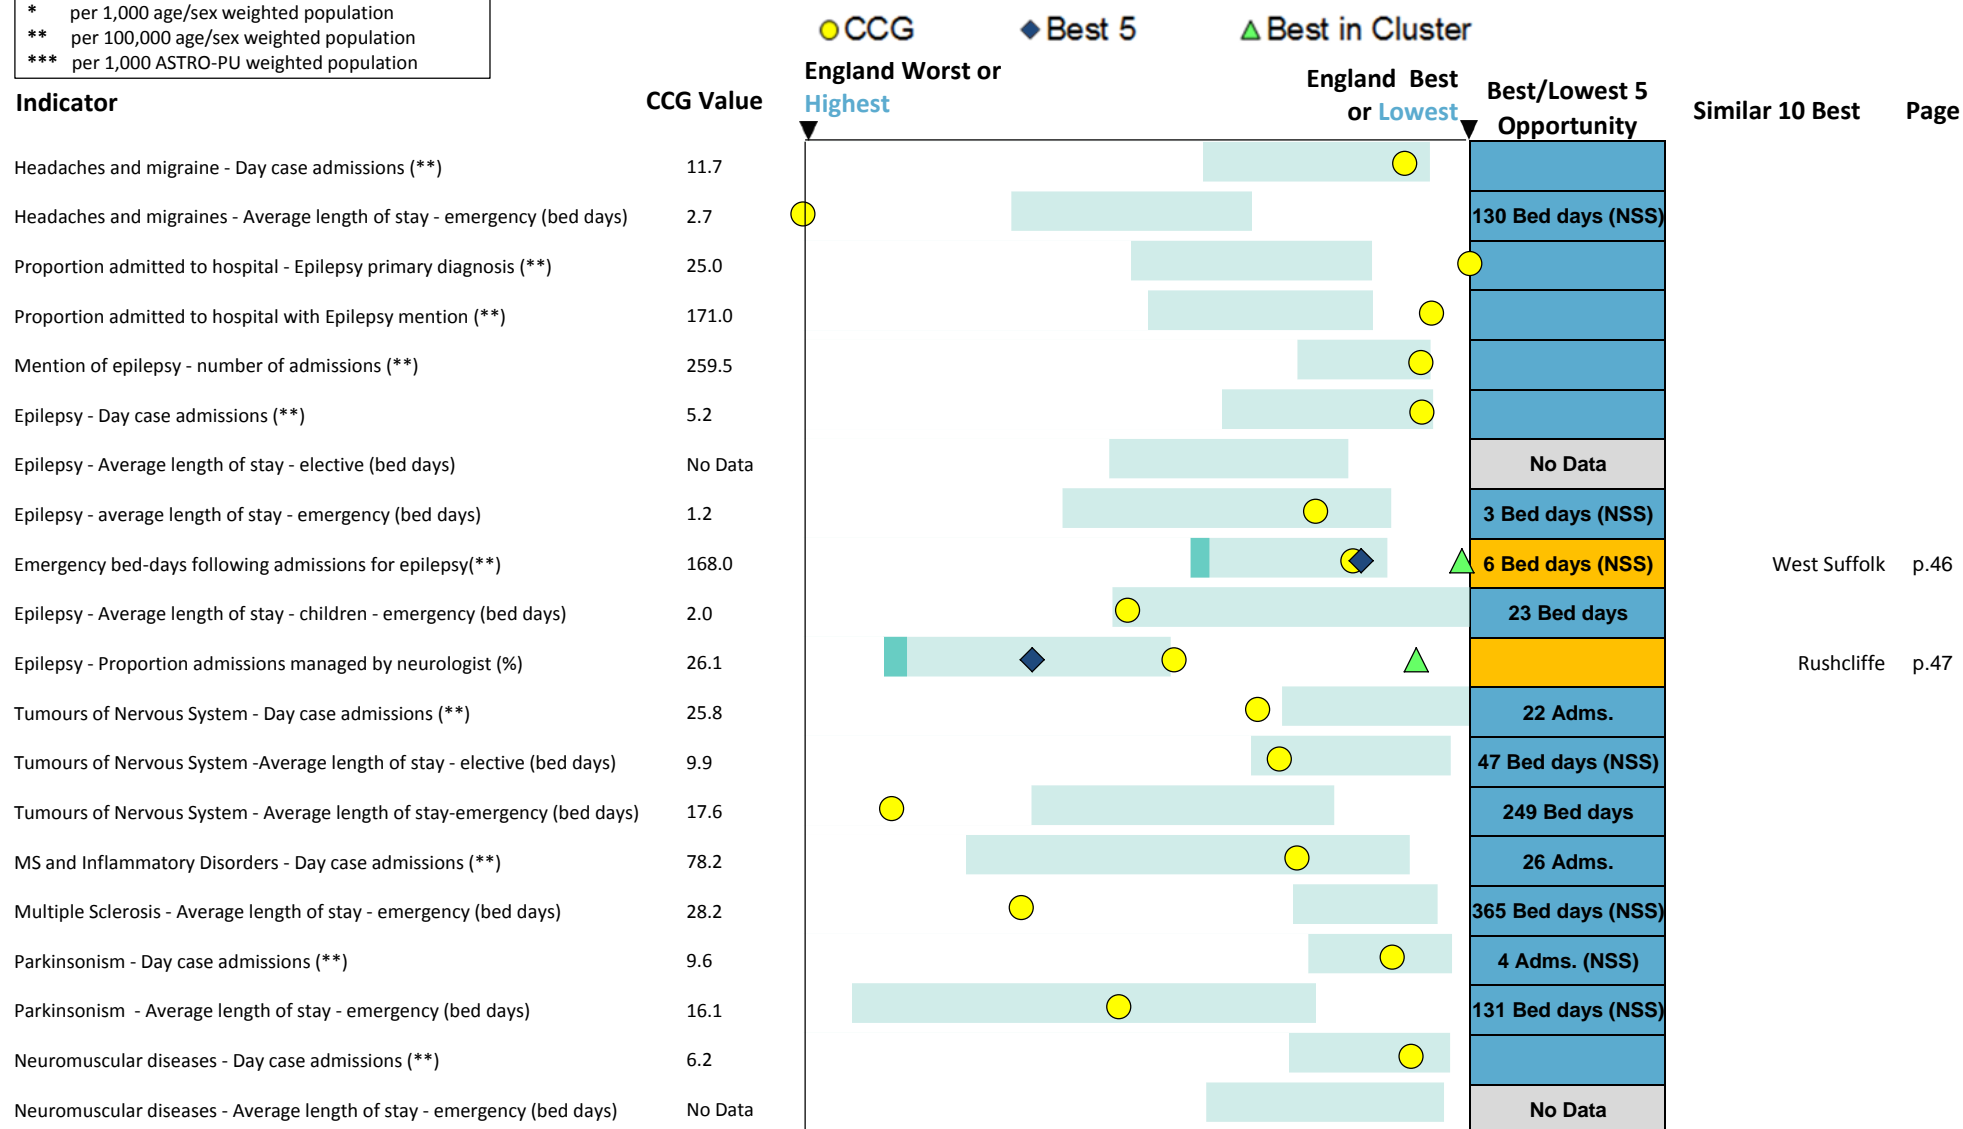 * per 1,000 age/sex weighted population
** per 100,000 age/sex weighted population
*** per 1,000 ASTRO-PU weighted population
CCG Best 5 Best in Cluster
England Worst or Highest England Best or Lowest
Indicator CCG Value Best/Lowest 5 Opportunity Similar 10 Best Page
Headaches and migraine - Day case admissions (**) 11.7
Headaches and migraines - Average length of stay - emergency (bed days) 2.7 130 Bed days (NSS)
Proportion admitted to hospital - Epilepsy primary diagnosis (**) 25.0
Proportion admitted to hospital with Epilepsy mention (**) 171.0
Mention of epilepsy - number of admissions (**) 259.5
Epilepsy - Day case admissions (**) 5.2
Epilepsy - Average length of stay - elective (bed days) No Data No Data
Epilepsy - average length of stay - emergency (bed days) 1.2 3 Bed days (NSS)
Emergency bed-days following admissions for epilepsy(**) 168.0 6 Bed days (NSS) West Suffolk p.46
Epilepsy - Average length of stay - children - emergency (bed days) 2.0 23 Bed days
Epilepsy - Proportion admissions managed by neurologist (%) 26.1 Rushcliffe p.47
Tumours of Nervous System - Day case admissions (**) 25.8 22 Adms.
Tumours of Nervous System -Average length of stay - elective (bed days) 9.9 47 Bed days (NSS)
Tumours of Nervous System - Average length of stay-emergency (bed days) 17.6 249 Bed days
MS and Inflammatory Disorders - Day case admissions (**) 78.2 26 Adms.
Multiple Sclerosis - Average length of stay - emergency (bed days) 28.2 365 Bed days (NSS)
Parkinsonism - Day case admissions (**) 9.6 4 Adms. (NSS)
Parkinsonism - Average length of stay - emergency (bed days) 16.1 131 Bed days (NSS)
Neuromuscular diseases - Day case admissions (**) 6.2
Neuromuscular diseases - Average length of stay - emergency (bed days) No Data No Data